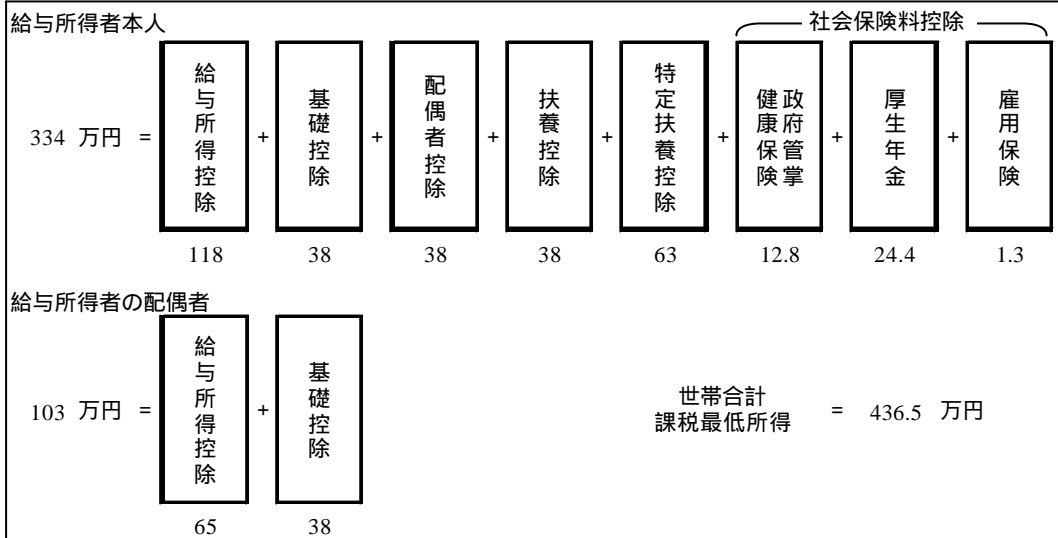 給与所得者本人
社会保険料控除
334 万円 = 給与所得控除 + 基礎控除 + 配偶者控除 + 扶養控除 + 特定扶養控除 + 政府管掌健康保険 + 厚生年金 + 雇用保険
118 38 38 38 63 12.8 24.4 1.3
給与所得者の配偶者
103 万円 = 給与所得控除 + 基礎控除
世帯合計
課税最低所得 = 436.5 万円
65 38